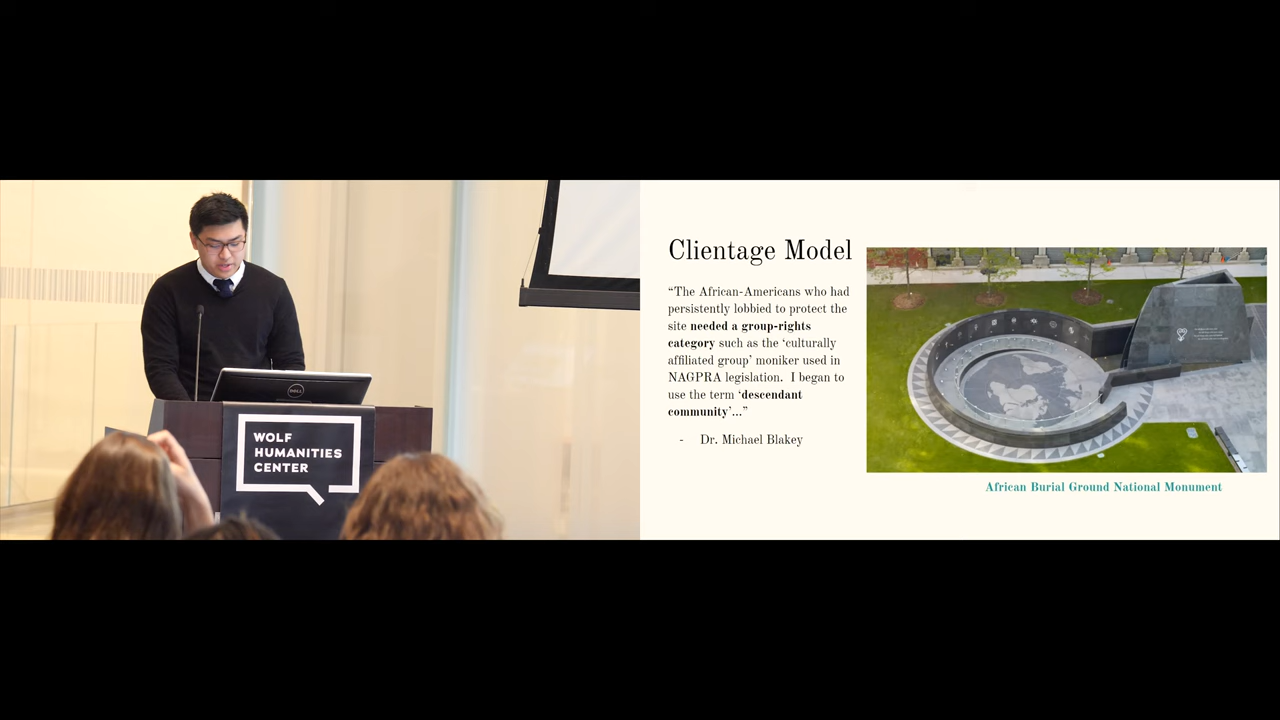 WOLF
HUMANITIES
CENTER
DELL
Clientage Model
“The African-Americans who had
persistently lobbied to protect the
site needed a group-rights
category such as the ‘culturally
affiliated group’ moniker used in
NAGPRA legislation. I began to
use the term ‘descendant
community’...”
- Dr. Michael Blakey
African Burial Ground National Monument